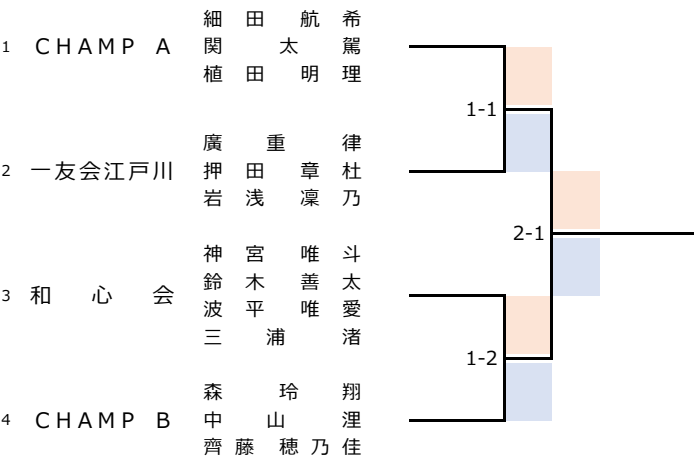 細田航希
1 CHAMP A 関太篤
植田明理
1-1
廣重律
2 一友会江戸川 押田章杜
岩浅凜乃
2-1
神宮唯斗
鈴木善太
3 和心会
波平唯愛
三浦渚
1-2
森玲翔
4 CHAMP B 中山浬
齊藤穂乃佳